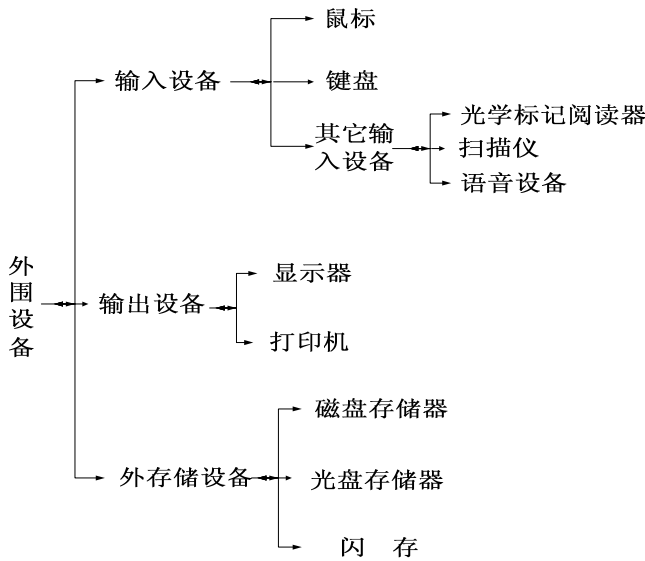 鼠标
输入设备
键盘
其它输
入设备
光学标记阅读器
扫描仪
语音设备
外围设备
输出设备
显示器
打印机
外存储设备
磁盘存储器
光盘存储器
闪 存